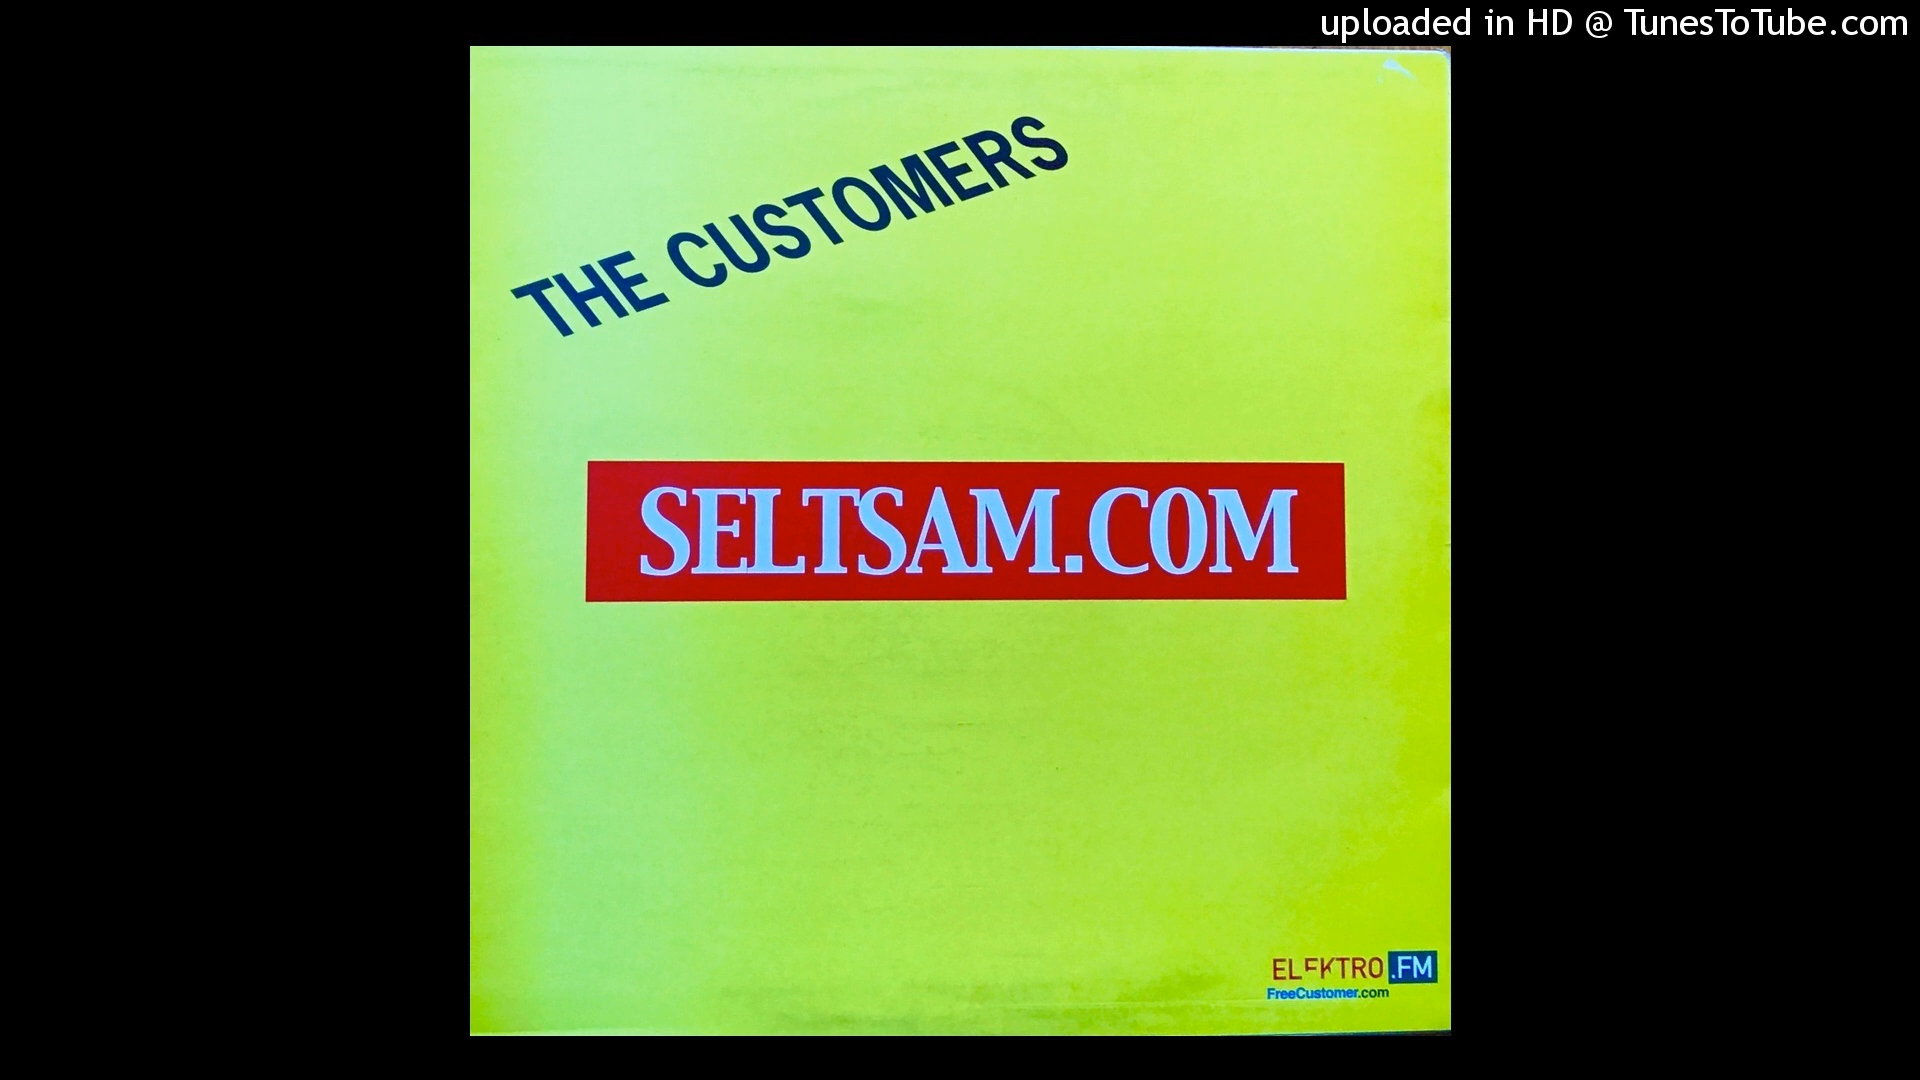 uploaded in HD @ TunesToTube.com
THE CUSTOMERS
SELTSAM.COM
ELEKTRO.FM
FreeCustomer.com